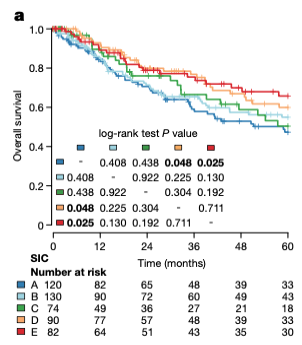 a
1.0
0.8
0.6
0.4
0.2
0
Overall survival
log-rank test P value
- 0.408 0.438 0.048 0.025
0.408 - 0.922 0.225 0.130
0.438 0.922 - 0.304 0.192
0.048 0.225 0.304 - 0.711
0.025 0.130 0.192 0.711 -
0 12 24 36 48 60
Time (months)
SIC
Number at risk
A 120 82 65 48 39 33
B 130 90 72 60 49 43
C 74 49 36 27 21 18
D 90 77 57 48 39 33
E 82 64 51 43 35 30